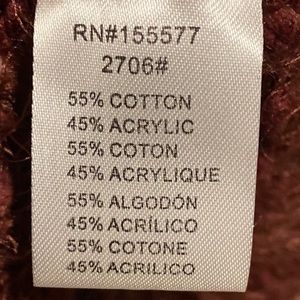 RN#155577
2706#
55% COTTON
45% ACRYLIC
55% COTON
45% ACRYLIQUE
55% ALGODÓN
45% ACRÍLICO
55% COTONE
45% ACRILICO